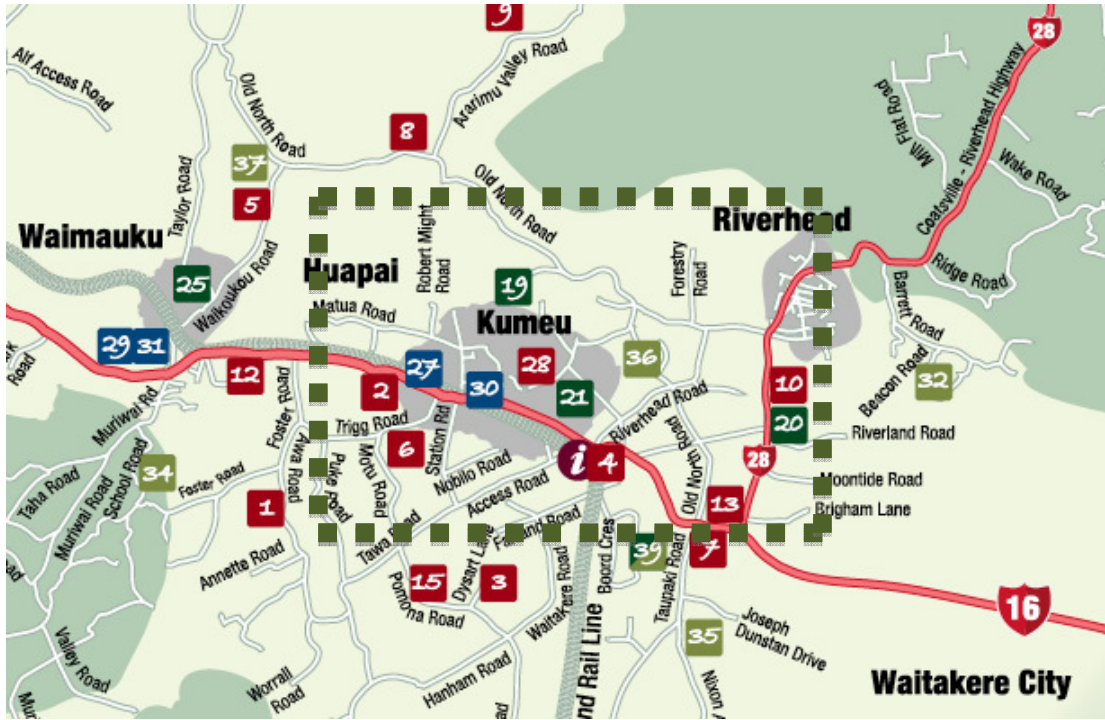 9
28
Alf Access Road
Old North Road
Ararimu Valley Road
8
37
Mill Flat Road
Coatsville - Riverhead Highway
Wake Road
Taylor Road
5
Old North Road
Riverhead
Waimauku
Huapai
Robert Might
Road
Forestry
Road
Ridge Road
25
Waikoukou Road
19
Barrett Road
Matua Road
Kumeu
29
31
27
28
36
Beacon Road
32
Road
12
2
30
10
Muriwai Rd
Foster Road
21
Riverhead Road
20
Trigg Road
Station Rd
6
Riverland Road
34
Awa Road
Motu Road
Nobilo Road
i
4
Old North Road
28
Taiha Road
Muriwai Road
School Road
Foster Road
Puke Road
Access Road
Moontide Road
1
13
Brigham Lane
Tawa Road
Farrand Road
Annette Road
Dysart Lane
Boord Cres
39
7
15
3
Pomona Road
Waitakere Road
Taupaki Road
16
Valley Road
35
Joseph
Dunstan Drive
Worrall
Road
Hanham Road
nd Rail Line
Nixon
Waitakere City
Muri